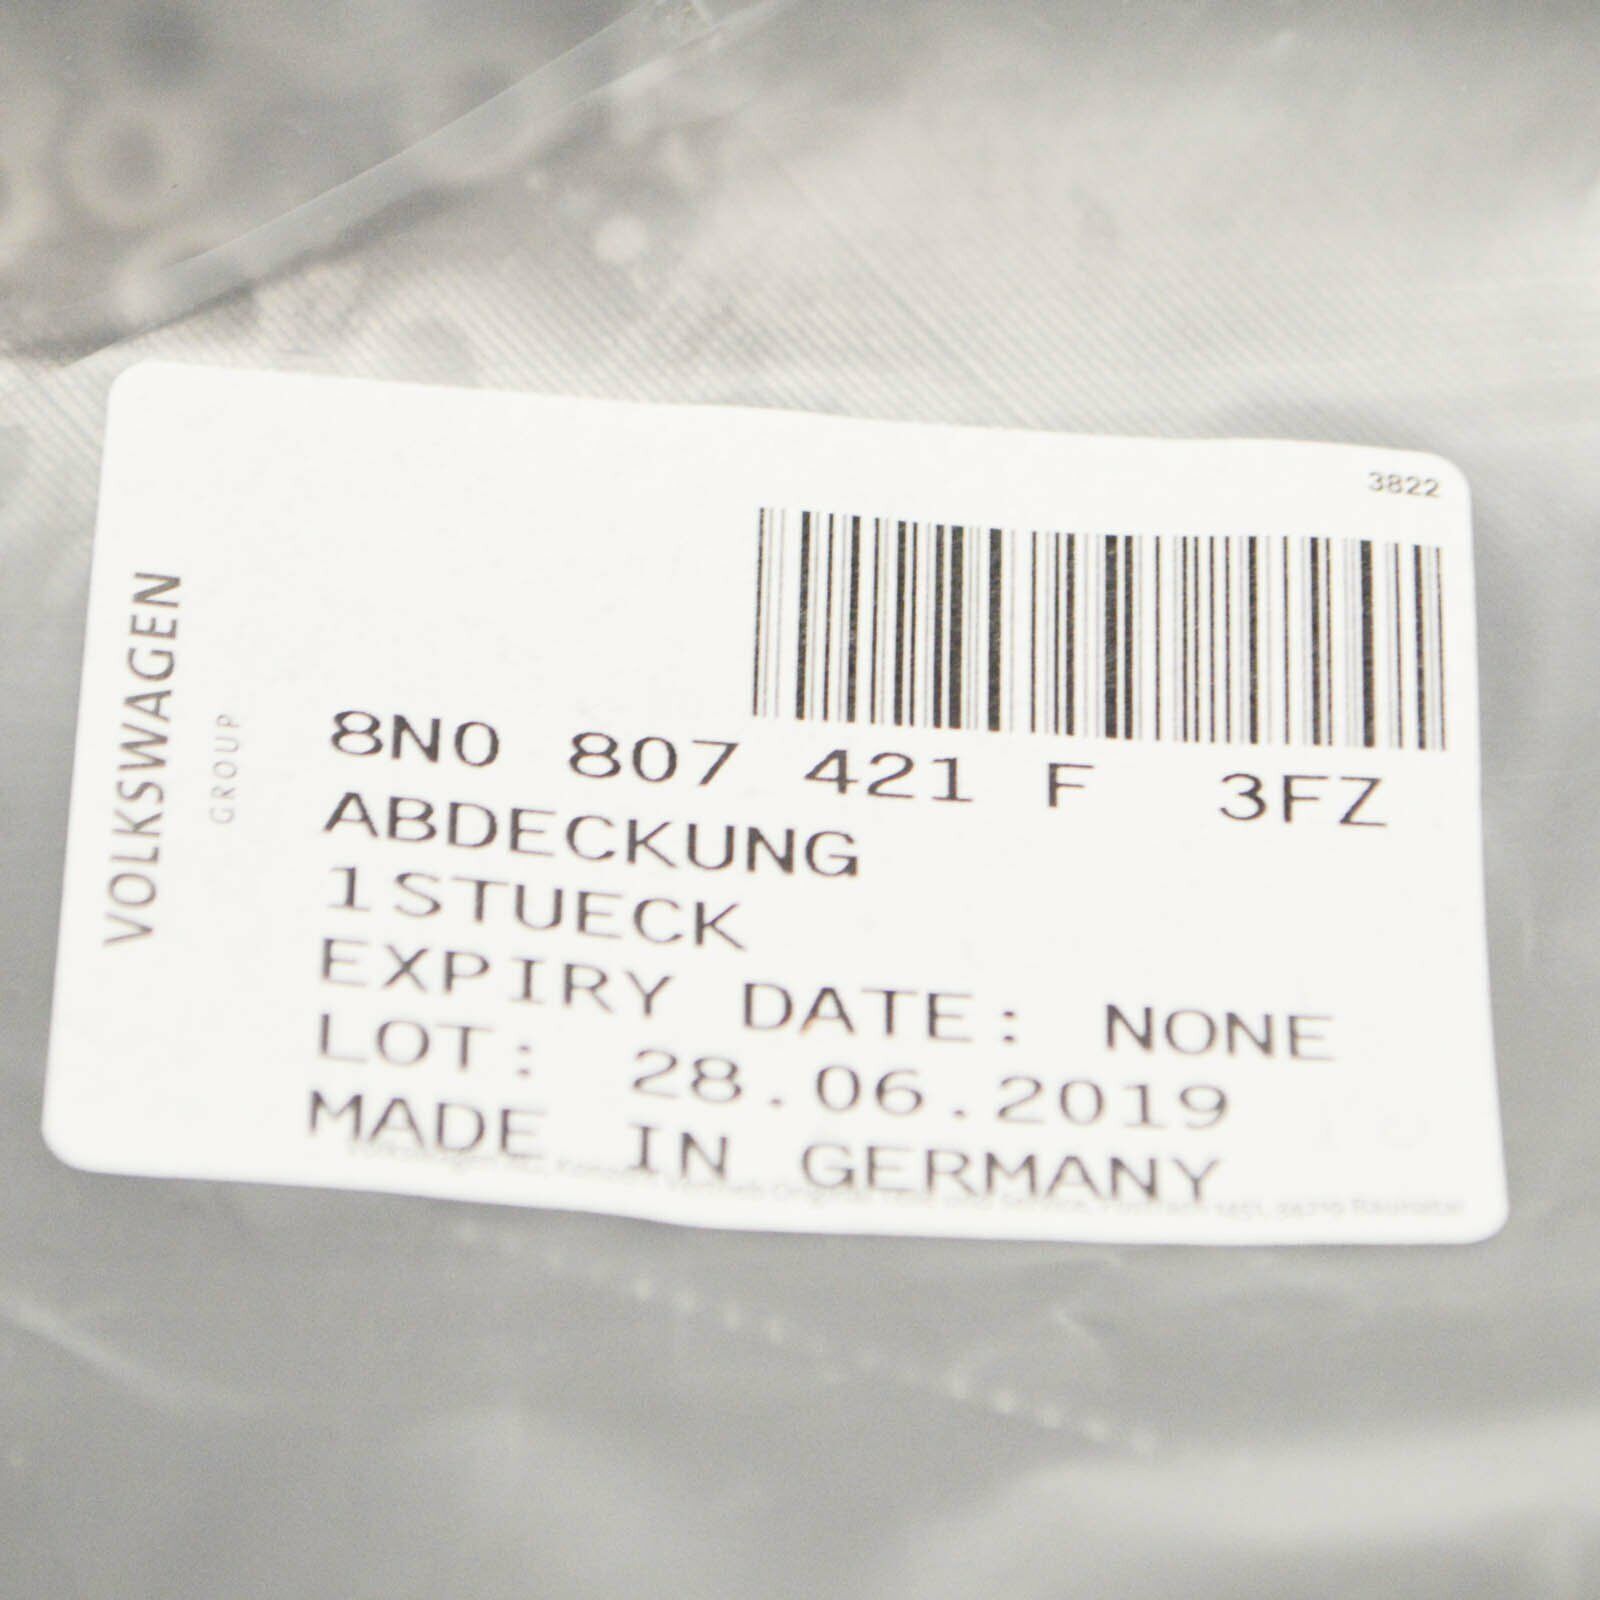 3822
VOLKSWAGEN
GROUP
8N0 807 421 F 3FZ
ABDECKUNG
1STUECK
EXPIRY DATE: NONE
LOT: 28.06.2019
MADE IN GERMANY